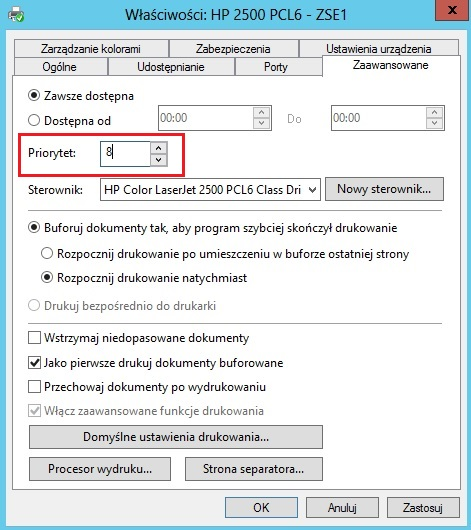 Właściwości: HP 2500 PCL6 - ZSE1
x
Zarządzanie kolorami Zabezpieczenia Ustawienia urządzenia
Ogólne Udostępnianie Porty Zaawansowane
Zawsze dostępna
Dostępna od 00:00 Do 00:00
Priorytet: 8
Sterownik: HP Color LaserJet 2500 PCL6 Class Dri Nowy sterownik...
Buforuj dokumenty tak, aby program szybciej skończył drukowanie
Rozpocznij drukowanie po umieszczeniu w buforze ostatniej strony
Rozpocznij drukowanie natychmiast
Drukuj bezpośrednio do drukarki
Wstrzymaj niedopasowane dokumenty
Jako pierwsze drukuj dokumenty buforowane
Przechowaj dokumenty po wydrukowaniu
Włącz zaawansowane funkcje drukowania
Domyślne ustawienia drukowania...
Procesor wydruku... Strona separatora...
OK Anuluj Zastosuj